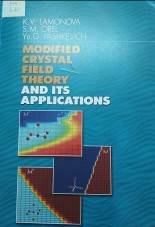 K.V. LAMONOVA
S.M. OREL
Yu.G. PASHKEVICH
MODIFIED
CRYSTAL
FIELD
THEORY
AND ITS
APPLICATIONS